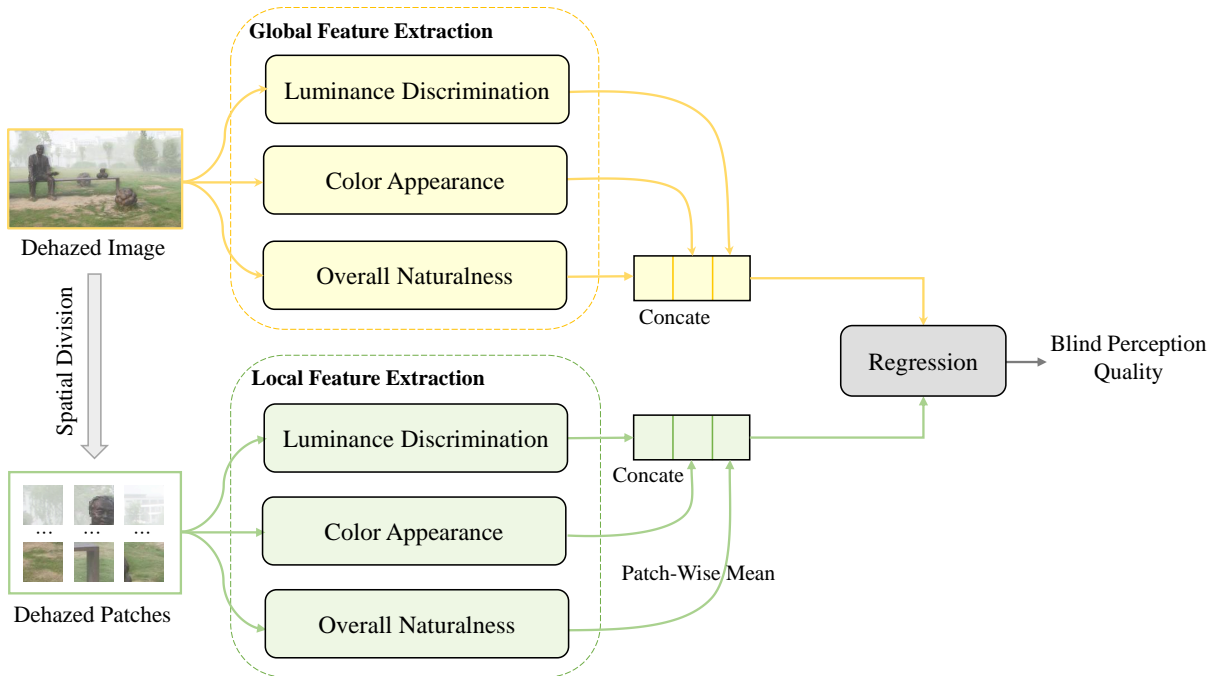 Global Feature Extraction
Luminance Discrimination
Color Appearance
Overall Naturalness
Dehazed Image
Concate
Spatial Division
Regression
Blind Perception
Quality
Local Feature Extraction
Luminance Discrimination
Concate
Color Appearance
Patch-Wise Mean
Overall Naturalness
... ... ...
Dehazed Patches